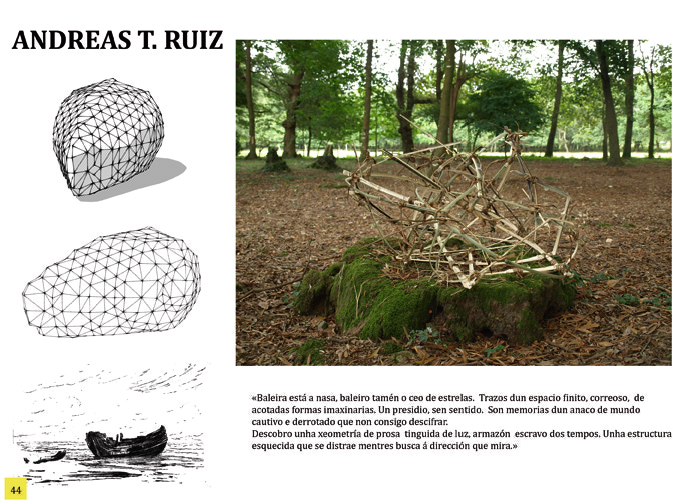 ANDREAS T. RUIZ
«Baleira está a nasa, baleiro tamén o ceo de estrelas. Trazos dun espacio finito, correoso, de
acotadas formas imaxinarias. Un presidio, sen sentido. Son memorias dun anaco de mundo
cautivo e derrotado que non consigo descifrar.
Descobro unha xeometría de prosa tinguida de luz, armazón escravo dos tempos. Unha estructura
esquecida que se distrae mentres busca á dirección que mira.»
44